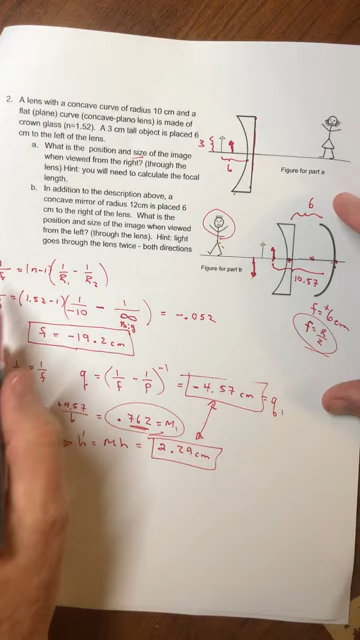 2. A lens with a concave curve of radius 10 cm and a
flat (plane) curve (concave-plano lens) is made of
crown glass (n=1.52). A 3 cm tall object is placed 6
cm to the left of the lens.
a. What is the position and size of the image
when viewed from the right? (through the
lens) Hint: you will need to calculate the focal
length.
b. In addition to the description above, a
concave mirror of radius 12cm is placed 6
cm to the right of the lens. What is the
position and size of the image when viewed
from the left? (through the lens). Hint: light
goes through lens twice - both directions
3
6
Figure for part a
6
10.57
Figure for part b
f = +6cm
f = R/2
1/f = (n-1)(1/R₁ - 1/R₂)
= (1.52-1)(1/-10 - 1/∞) = -.052
Big
f = -19.2 cm
= 1/f
q = (1/f - 1/p)⁻¹ = -4.57 cm = q₁
4.57/6 = .762 = M₁
h' = Mh = 2.29cm